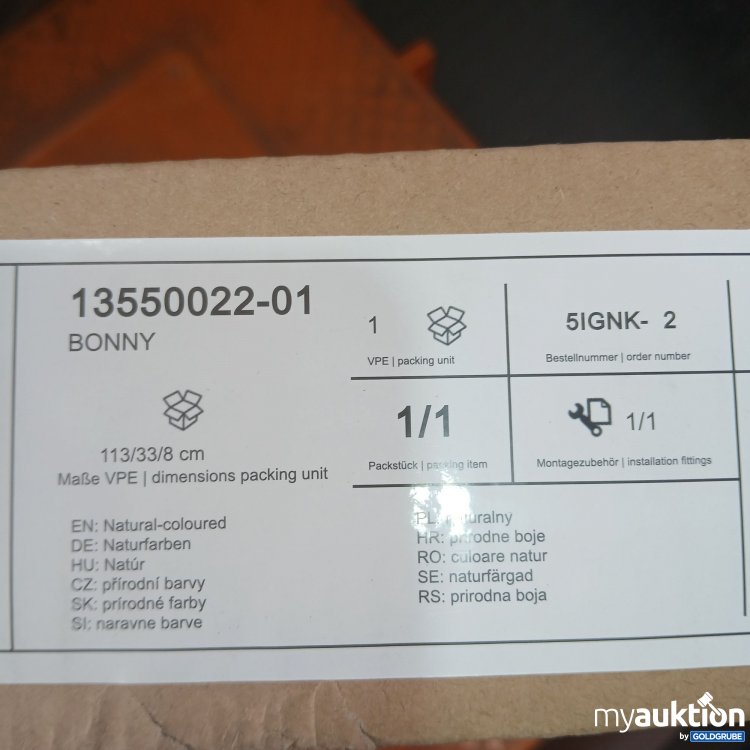 13550022-01
BONNY
113/33/8 cm
Maße VPE | dimensions packing unit
1
VPE | packing unit
5IGNK- 2
Bestellnummer | order number
1/1
Packstück | packing item
1/1
Montagezubehör | installation fittings
EN: Natural-coloured
DE: Naturfarben
HU: Natúr
CZ: přírodní barvy
SK: prírodné farby
SI: naravne barve
PL: naturalny
HR: prirodne boje
RO: culoare natur
SE: naturfärgad
RS: prirodna boja
myauktion
by GOLDGRUBE